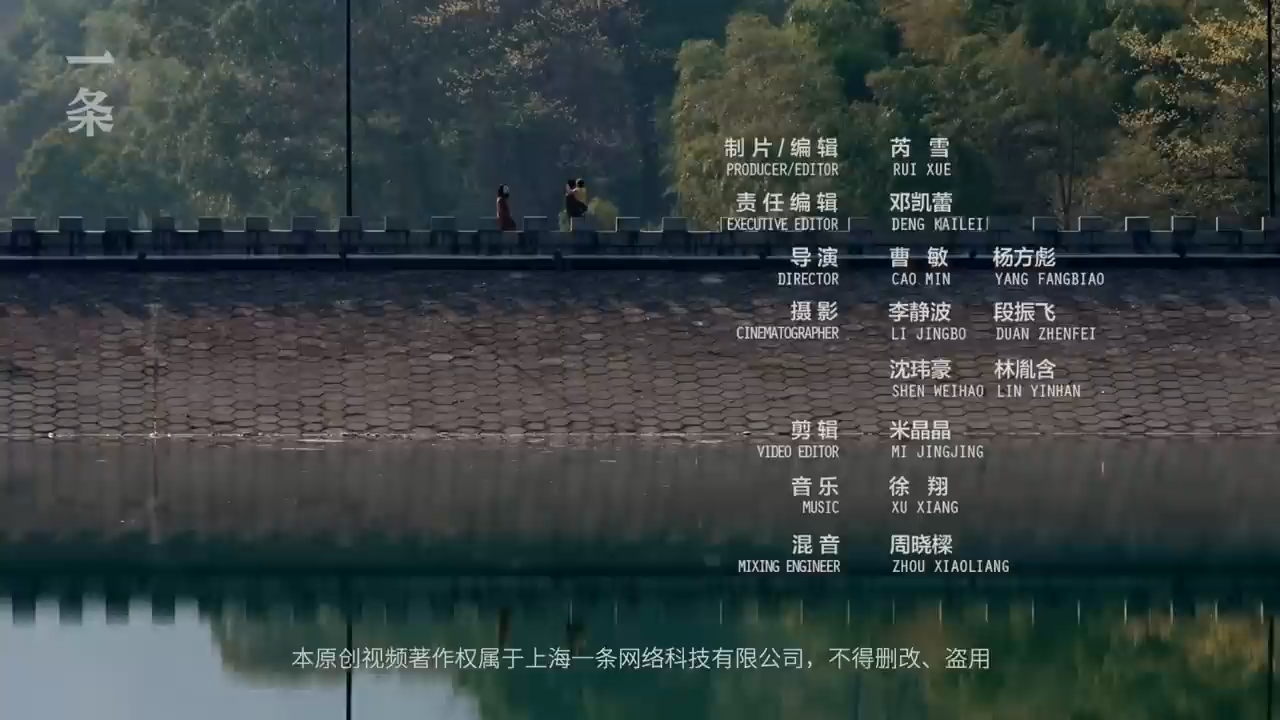 一条
制片/编辑 芮 雪
PRODUCER/EDITOR RUI XUE
责任编辑 邓凯蕾
EXECUTIVE EDITOR DENG KAILEI
导演 曹 敏 杨方彪
DIRECTOR CAO MIN YANG FANGBIAO
摄影 李静波 段振飞
CINEMATOGRAPHER LI JINGBO DUAN ZHENFEI
沈玮豪 林胤含
SHEN WEIHAO LIN YINHAN
剪辑 米晶晶
VIDEO EDITOR MI JINGJING
音乐 徐 翔
MUSIC XU XIANG
混音 周晓樑
MIXING ENGINEER ZHOU XIAOLIANG
本原创视频著作权属于上海一条网络科技有限公司，不得删改、盗用